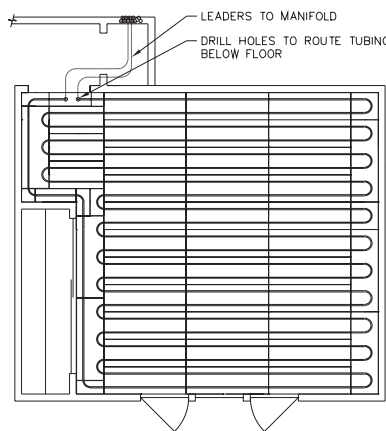 LEADERS TO MANIFOLD
DRILL HOLES TO ROUTE TUBING
BELOW FLOOR